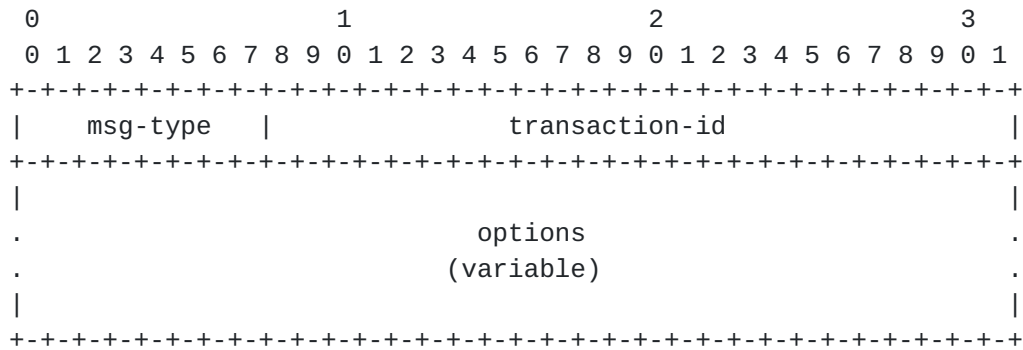 0                   1                   2                   3
0 1 2 3 4 5 6 7 8 9 0 1 2 3 4 5 6 7 8 9 0 1 2 3 4 5 6 7 8 9 0 1
+-+-+-+-+-+-+-+-+-+-+-+-+-+-+-+-+-+-+-+-+-+-+-+-+-+-+-+-+-+-+-+-+
|    msg-type   |               transaction-id                  |
+-+-+-+-+-+-+-+-+-+-+-+-+-+-+-+-+-+-+-+-+-+-+-+-+-+-+-+-+-+-+-+-+
|                                                               |
.                            options                            .
.                           (variable)                          .
|                                                               |
+-+-+-+-+-+-+-+-+-+-+-+-+-+-+-+-+-+-+-+-+-+-+-+-+-+-+-+-+-+-+-+-+